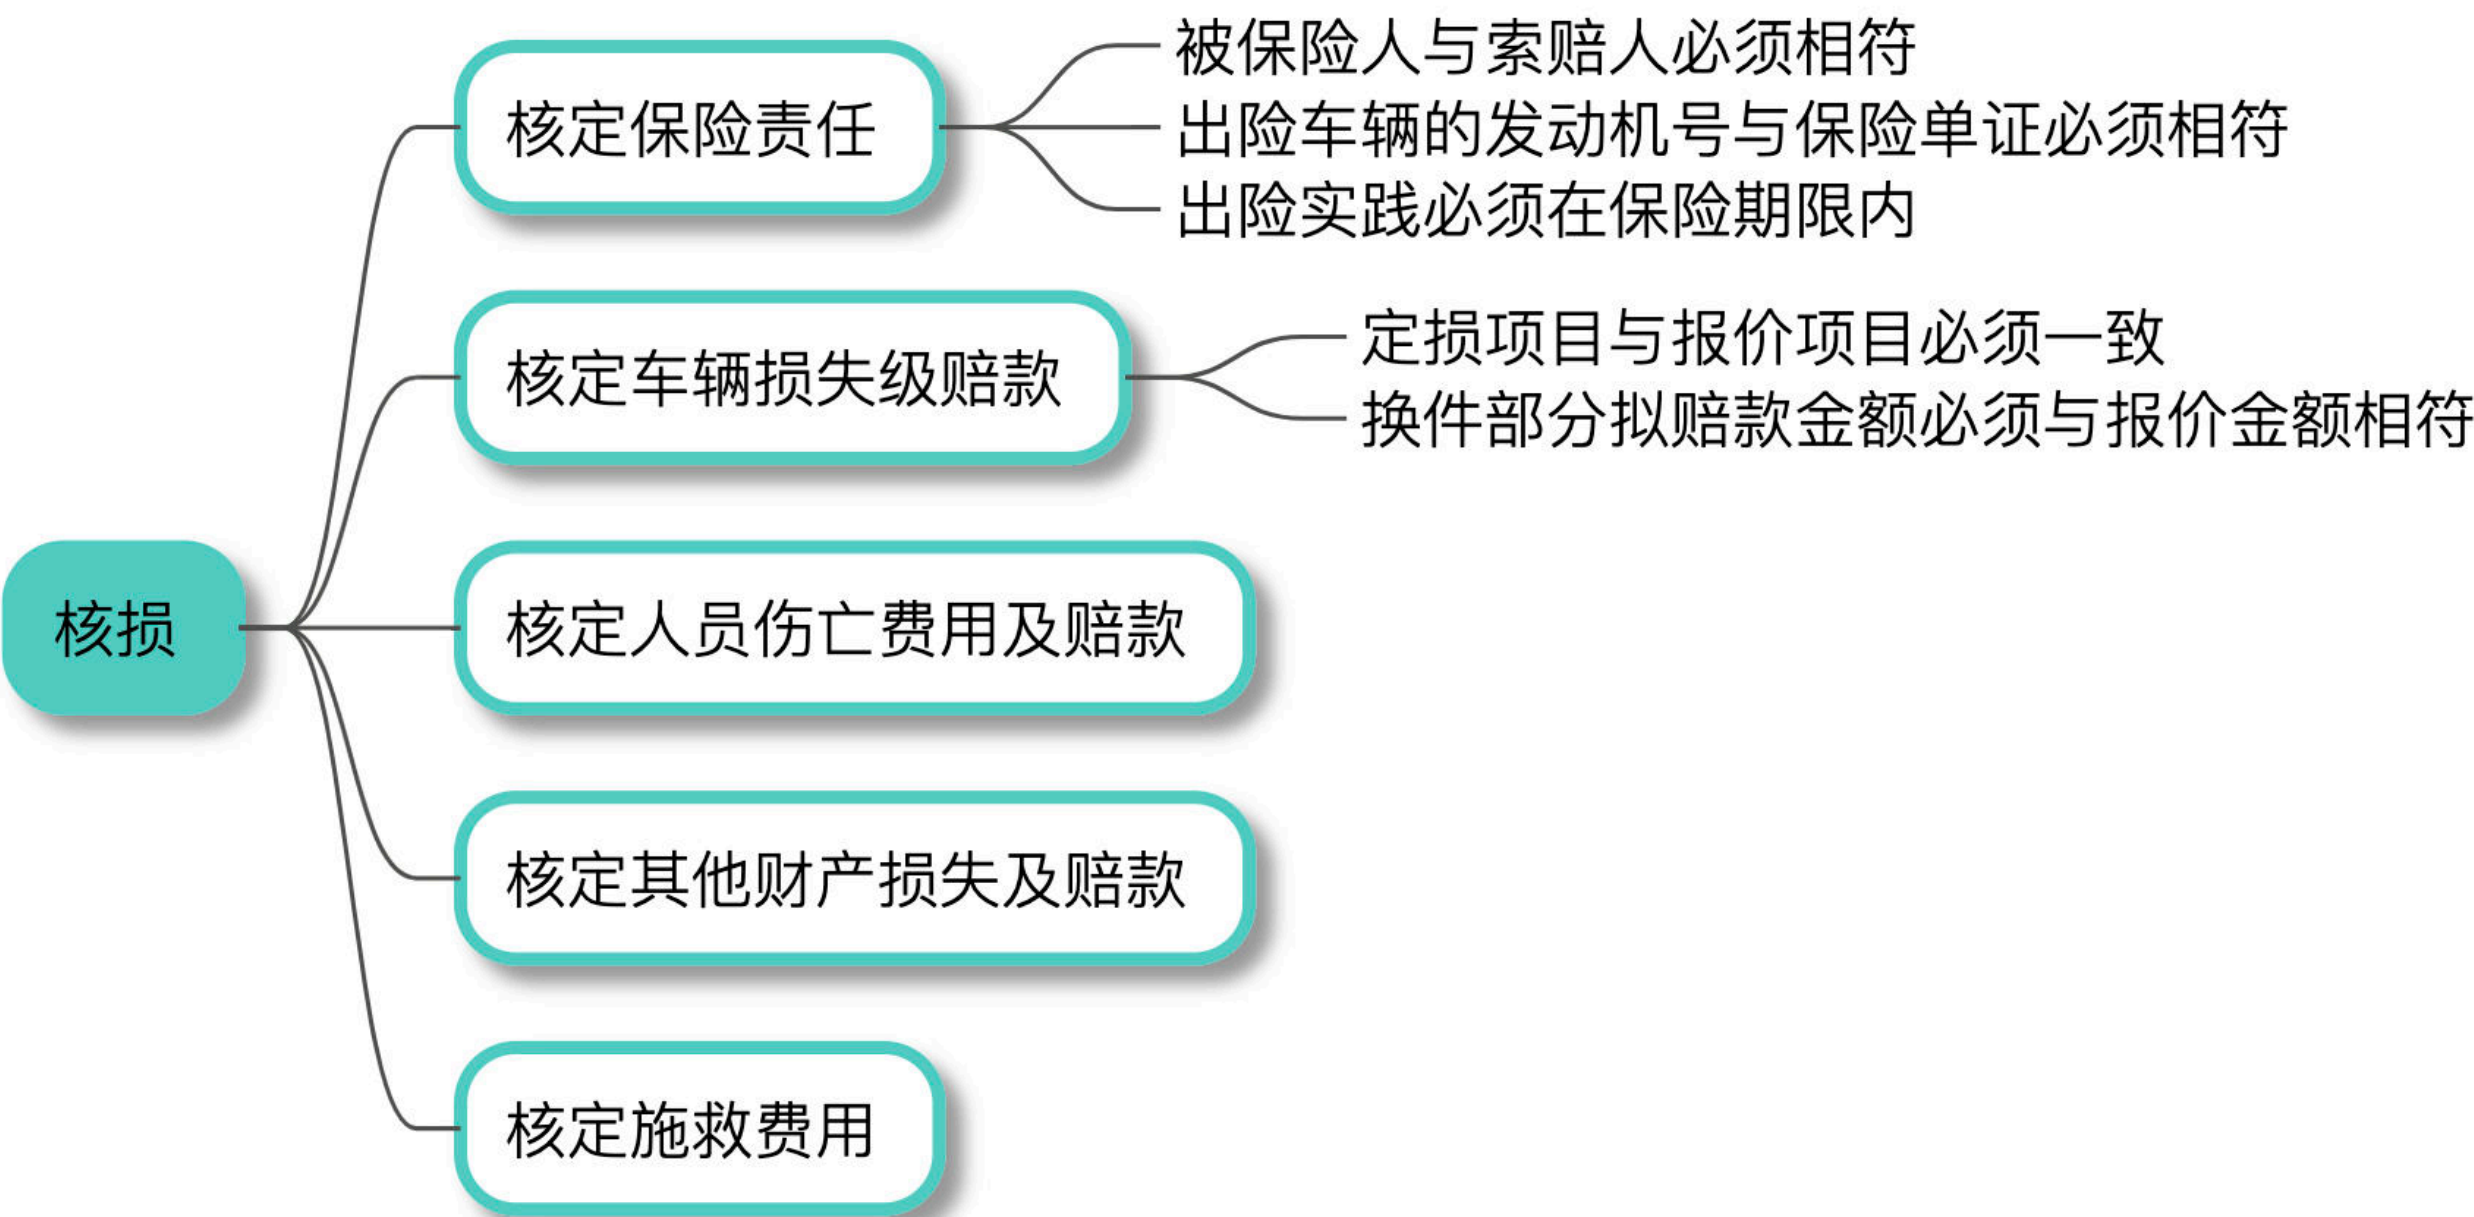 核损
核定保险责任
被保险人与索赔人必须相符
出险车辆的发动机号与保险单证必须相符
出险实践必须在保险期限内
核定车辆损失级赔款
定损项目与报价项目必须一致
换件部分拟赔款金额必须与报价金额相符
核定人员伤亡费用及赔款
核定其他财产损失及赔款
核定施救费用